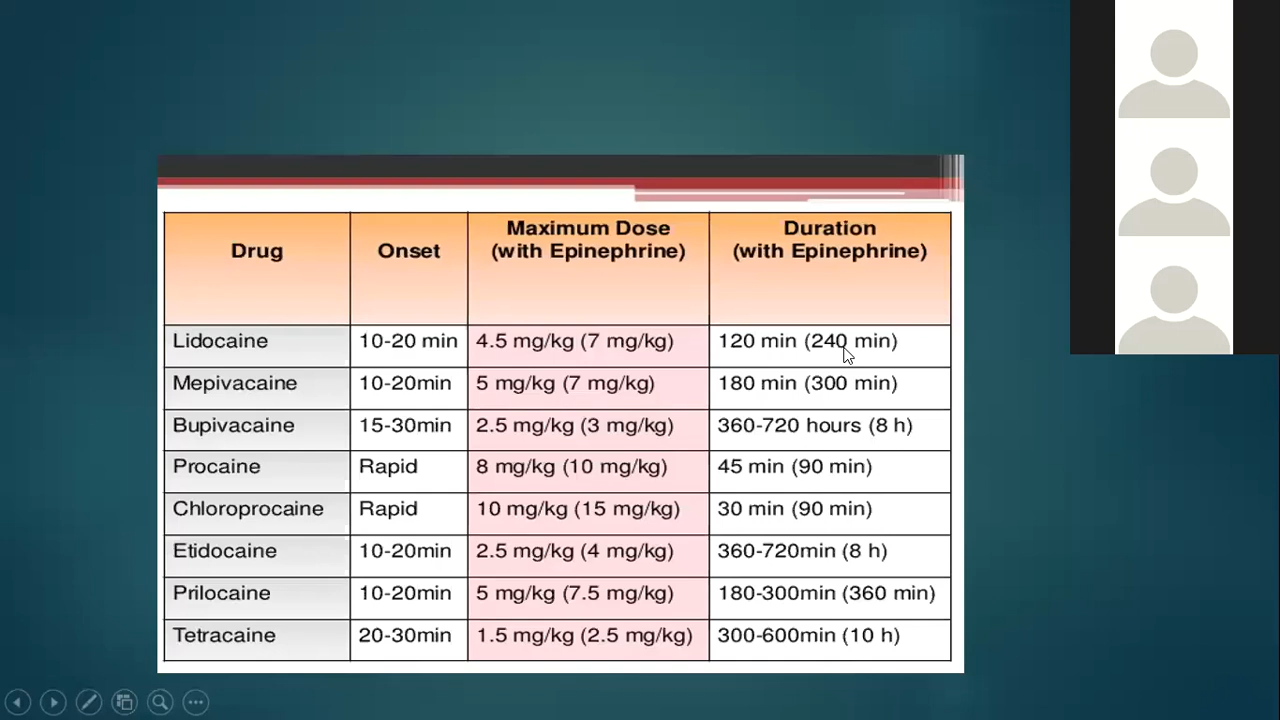 Drug Onset Maximum Dose (with Epinephrine) Duration (with Epinephrine)
Lidocaine 10-20 min 4.5 mg/kg (7 mg/kg) 120 min (240 min)
Mepivacaine 10-20min 5 mg/kg (7 mg/kg) 180 min (300 min)
Bupivacaine 15-30min 2.5 mg/kg (3 mg/kg) 360-720 hours (8 h)
Procaine Rapid 8 mg/kg (10 mg/kg) 45 min (90 min)
Chloroprocaine Rapid 10 mg/kg (15 mg/kg) 30 min (90 min)
Etidocaine 10-20min 2.5 mg/kg (4 mg/kg) 360-720min (8 h)
Prilocaine 10-20min 5 mg/kg (7.5 mg/kg) 180-300min (360 min)
Tetracaine 20-30min 1.5 mg/kg (2.5 mg/kg) 300-600min (10 h)